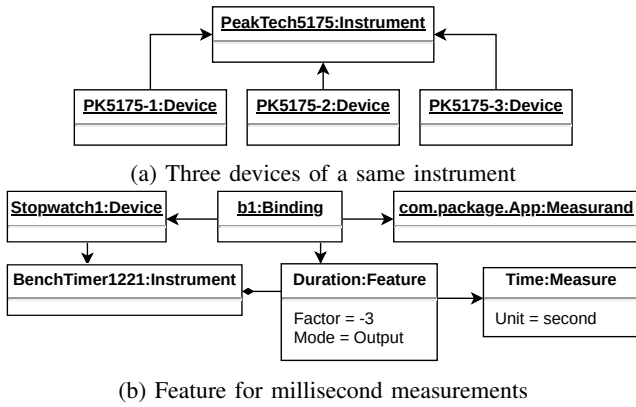 PeakTech5175:Instrument
PK5175-1:Device
PK5175-2:Device
PK5175-3:Device
(a) Three devices of a same instrument
Stopwatch1:Device
b1:Binding
com.package.App:Measurand
BenchTimer1221:Instrument
Duration:Feature
Factor = -3
Mode = Output
Time:Measure
Unit = second
(b) Feature for millisecond measurements